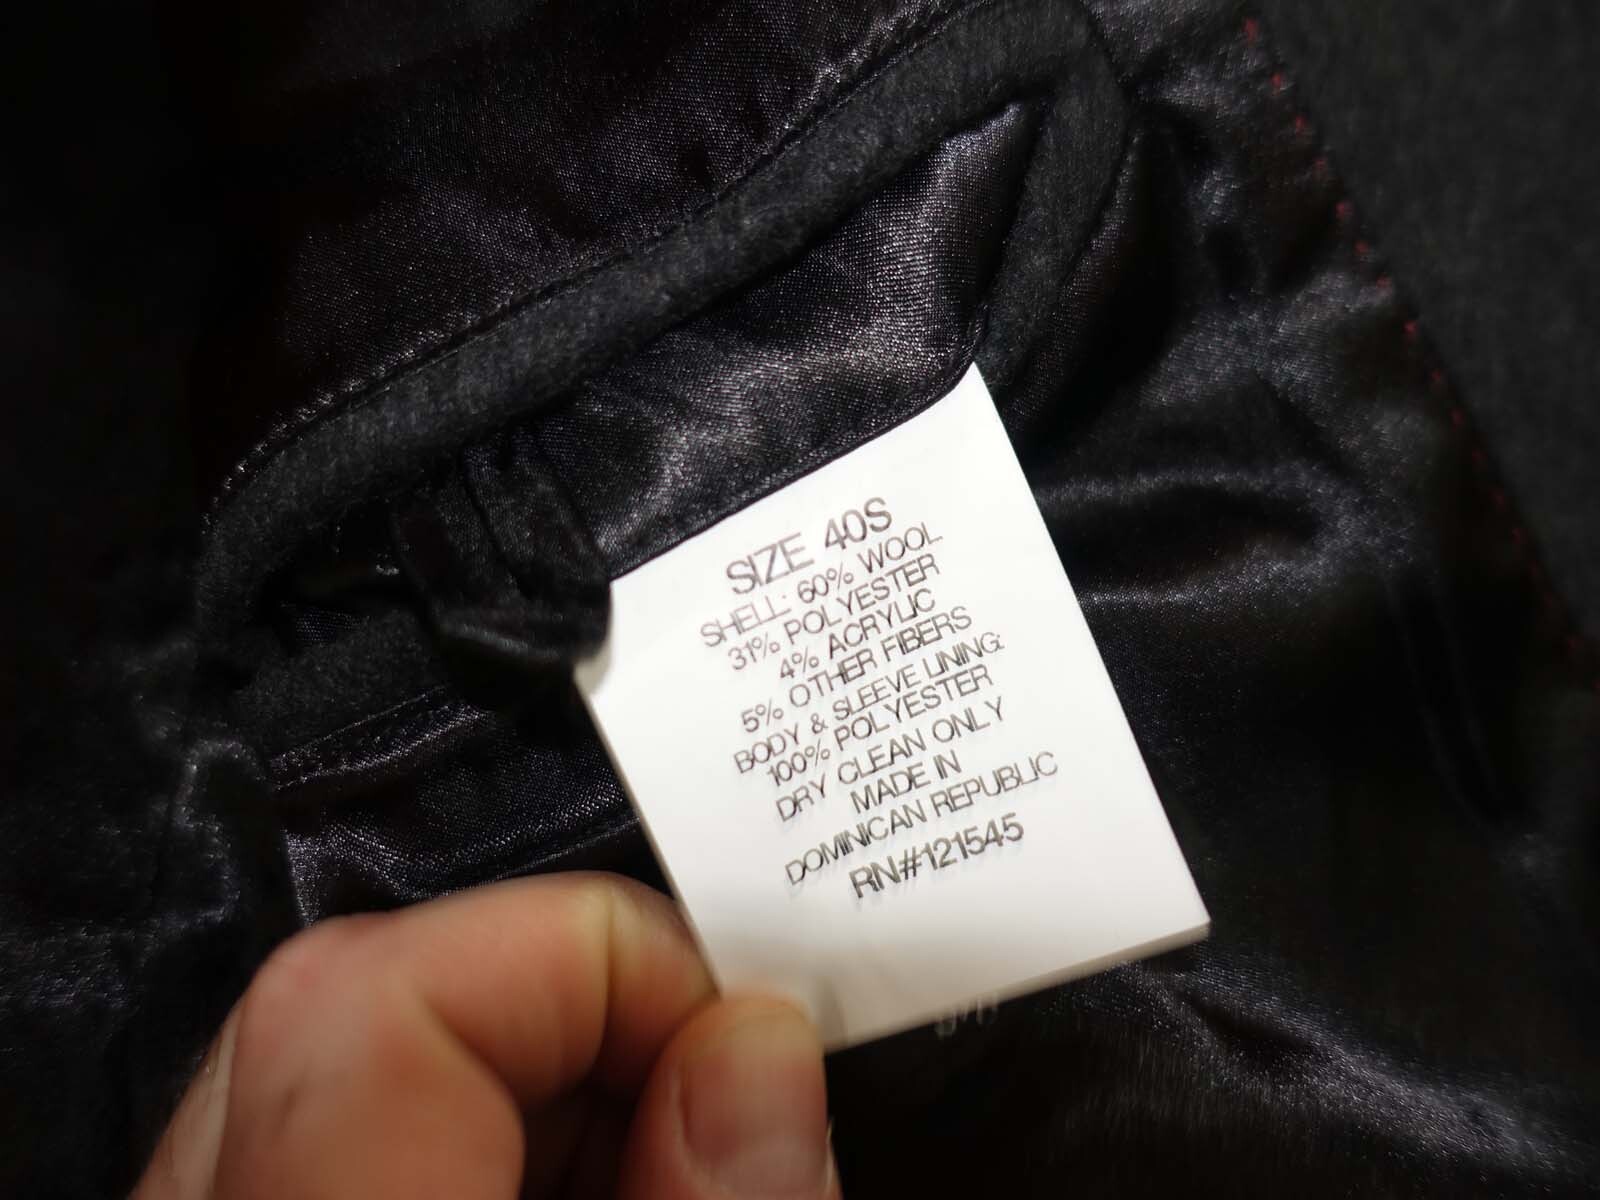 SIZE 40S
SHELL: 60% WOOL
31% POLYESTER
4% ACRYLIC
5% OTHER FIBERS
BODY & SLEEVE LINING:
100% POLYESTER
DRY CLEAN ONLY
MADE IN
DOMINICAN REPUBLIC
RN#121545